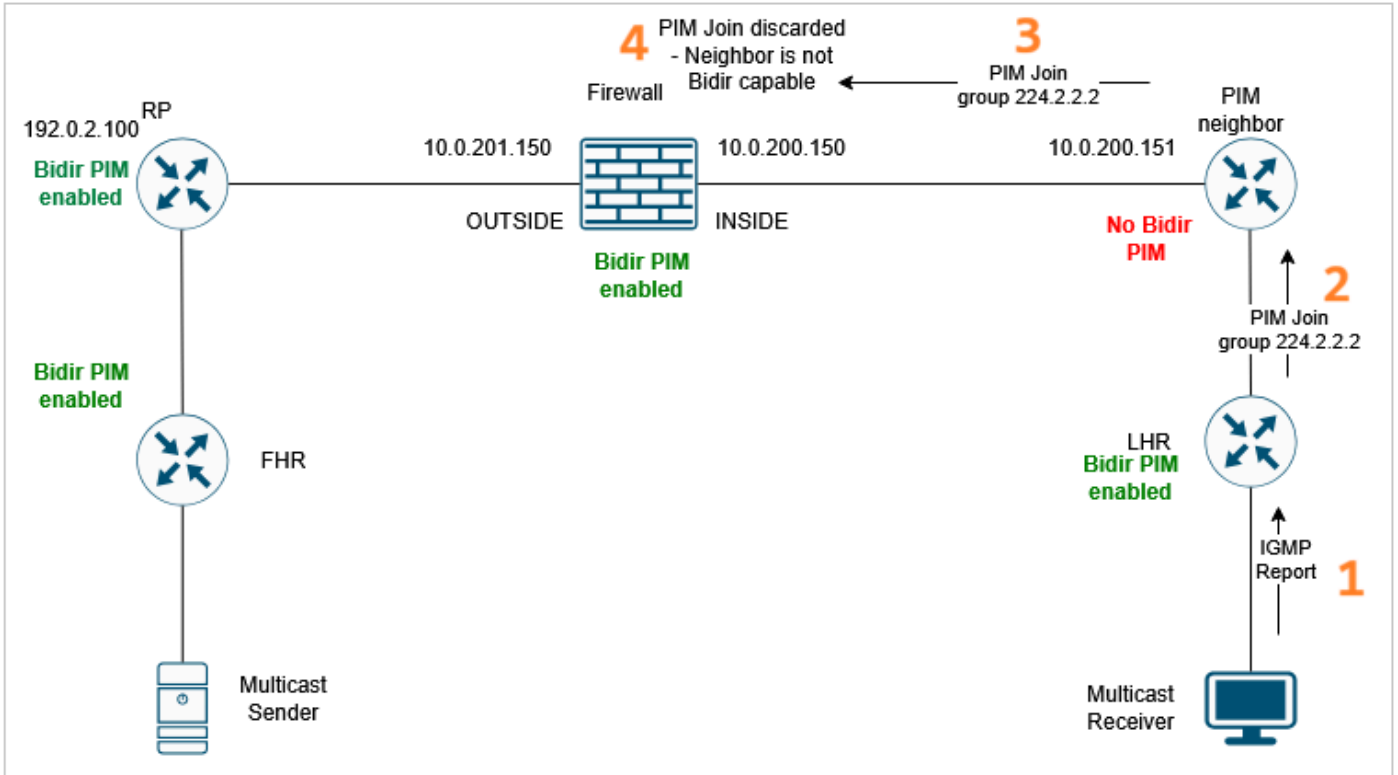 4
PIM Join discarded
- Neighbor is not
Bidir capable
3
PIM Join
group 224.2.2.2
Firewall
PIM
neighbor
RP
192.0.2.100
Bidir PIM
enabled
10.0.201.150
10.0.200.150
10.0.200.151
OUTSIDE
INSIDE
No Bidir
PIM
Bidir PIM
enabled
2
PIM Join
group 224.2.2.2
Bidir PIM
enabled
FHR
LHR
Bidir PIM
enabled
IGMP
Report
1
Multicast
Sender
Multicast
Receiver